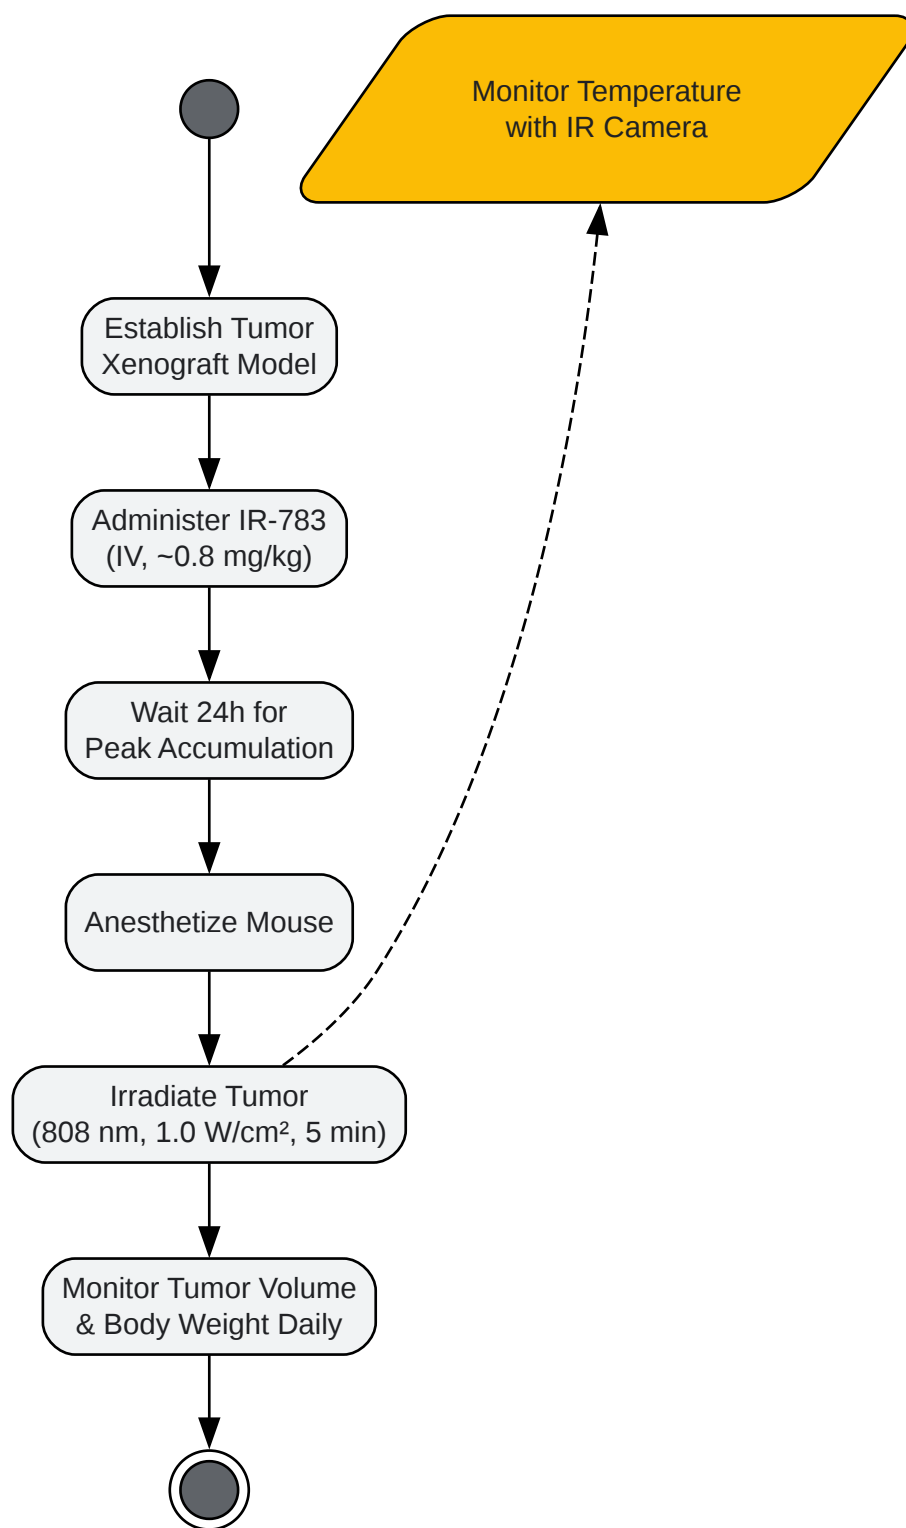 Monitor Temperature
with IR Camera
Establish Tumor
Xenograft Model
Administer IR-783
(IV, ~0.8 mg/kg)
Wait 24h for
Peak Accumulation
Anesthetize Mouse
Irradiate Tumor
(808 nm, 1.0 W/cm², 5 min)
Monitor Tumor Volume
& Body Weight Daily